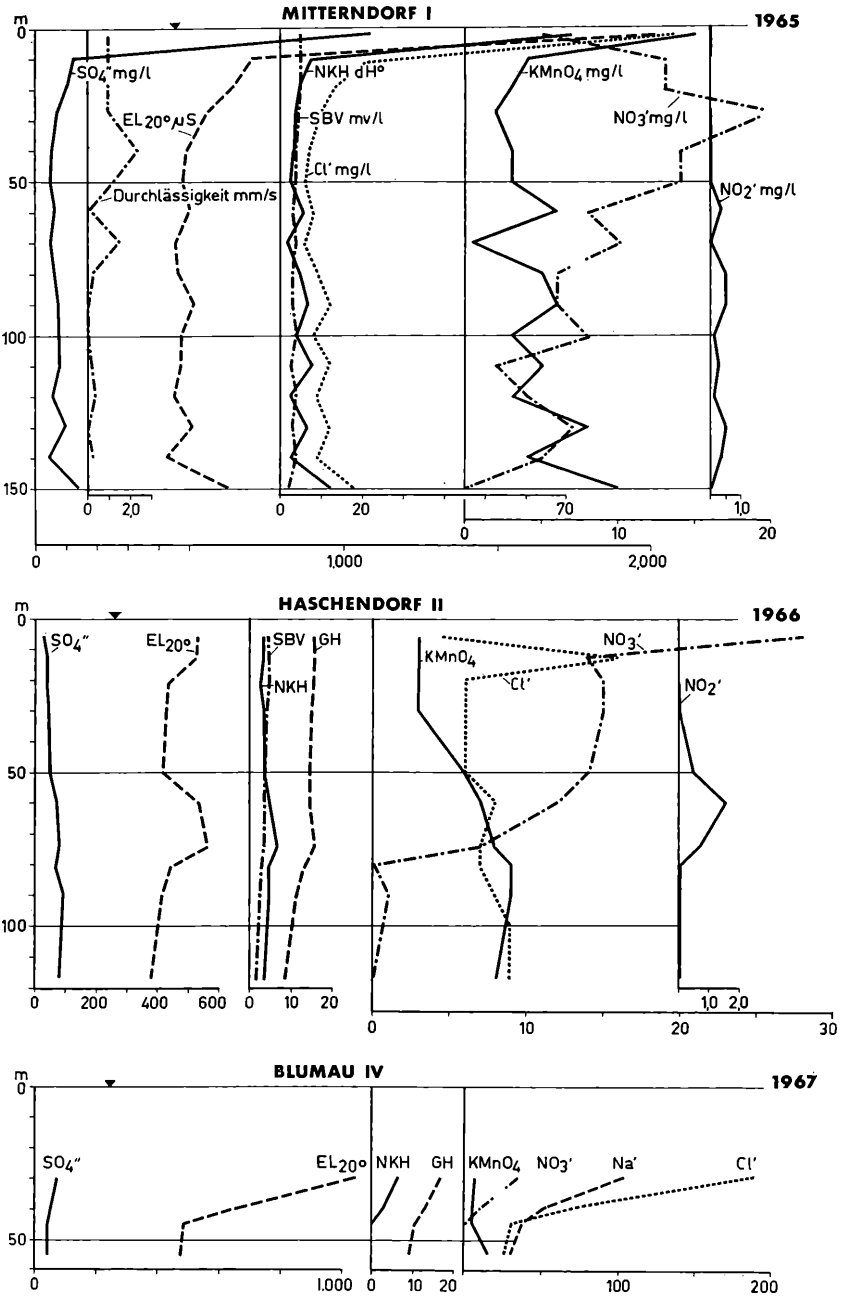 m MITTERNDORF I 1965
0
SO₄" mg/l NKH dH° KMnO₄ mg/l
EL20°µS SBV mv/l NO₃' mg/l
Cl' mg/l
50
Durchlässigkeit mm/s NO₂' mg/l
100
150
0 2,0 0 20 70 1,0
0 10 20
0 1,000 2,000
m HASCHENDORF II 1966
0
SO₄" EL20° SBV GH NO₃'
KMnO₄
NKH Cl' NO₂'
50
100
0 200 400 600 0 10 20 1,0 2,0
0 10 20 30
m BLUMAU IV 1967
0
SO₄" EL20° NKH GH KMnO₄ NO₃' Na' Cl'
50
0 1.000 0 10 20 100 200